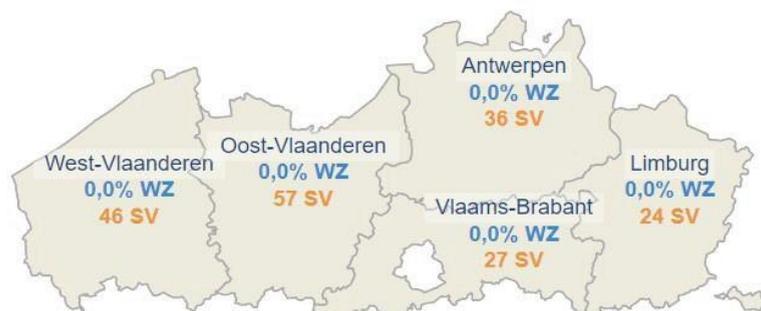 Antwerpen
0,0% WZ
36 SV
Oost-Vlaanderen
0,0% WZ
57 SV
West-Vlaanderen
0,0% WZ
46 SV
Limburg
0,0% WZ
24 SV
Vlaams-Brabant
0,0% WZ
27 SV